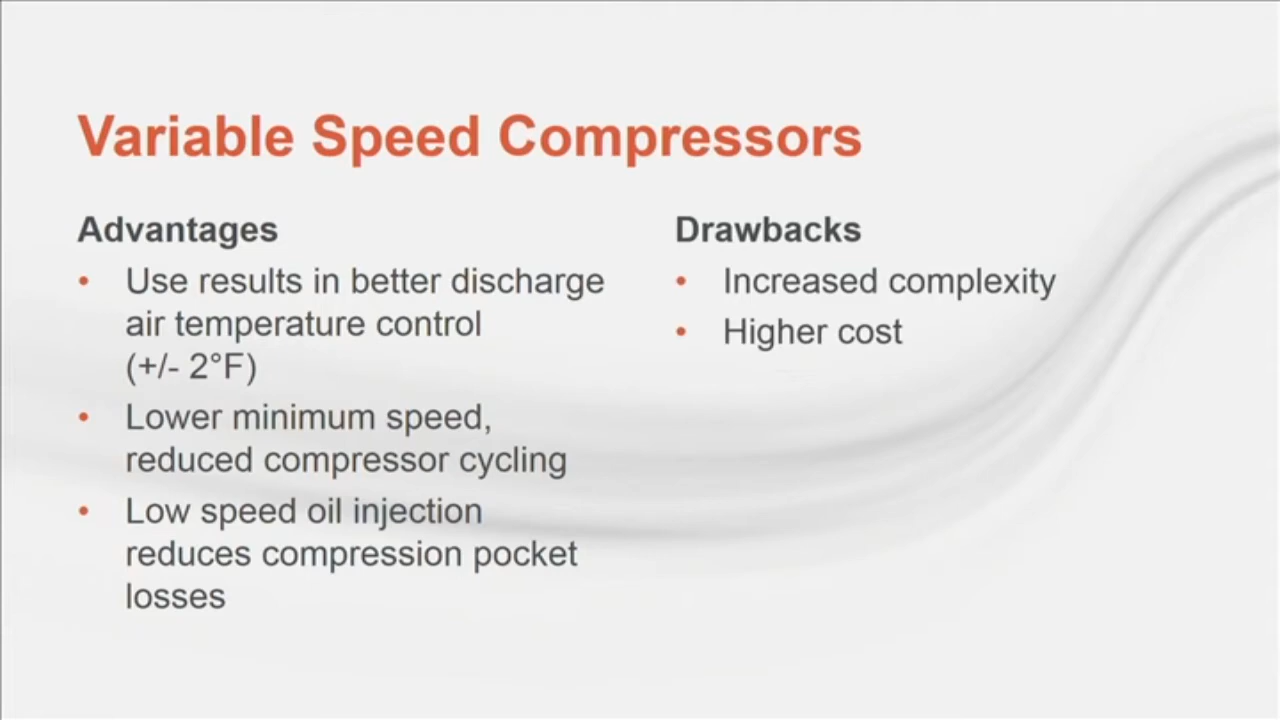 Variable Speed Compressors
Advantages
• Use results in better discharge
air temperature control
(+/- 2°F)
• Lower minimum speed,
reduced compressor cycling
• Low speed oil injection
reduces compression pocket
losses
Drawbacks
• Increased complexity
• Higher cost